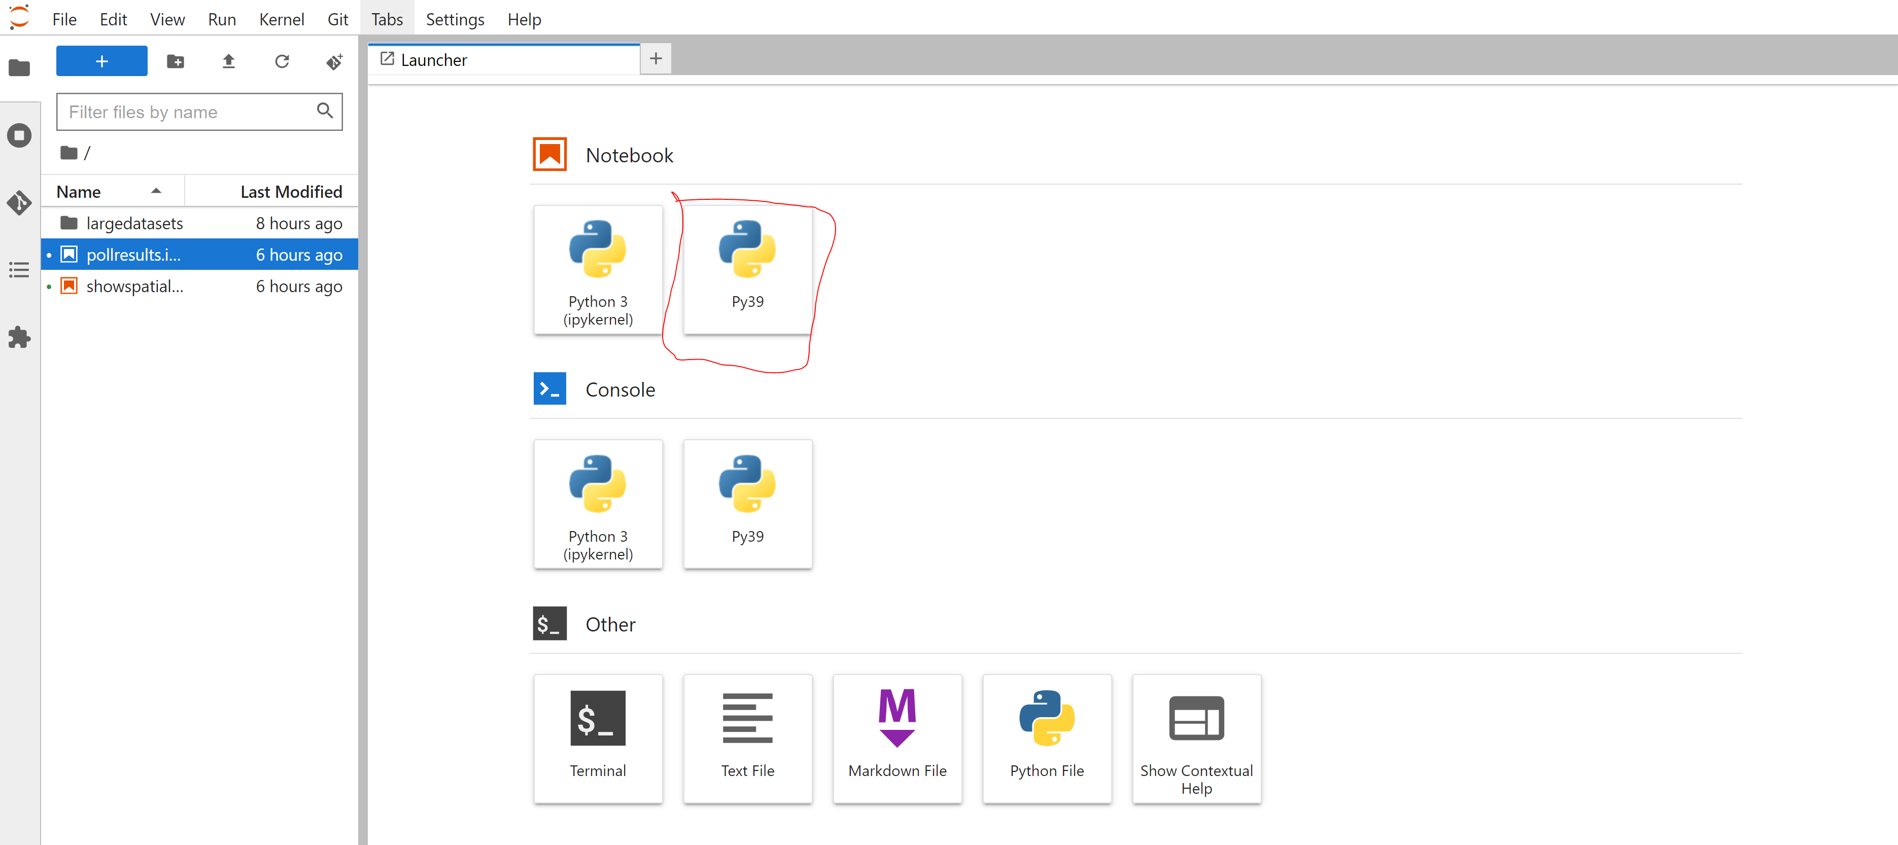 File Edit View Run Kernel Git Tabs Settings Help
Launcher
Filter files by name
/
Name Last Modified
largedatasets 8 hours ago
pollresults.i... 6 hours ago
showspatial... 6 hours ago
Notebook
Python 3
(ipykernel)
Py39
Console
Python 3
(ipykernel)
Py39
$_ Other
$_
Terminal
Text File
M
Markdown File
Python File
Show Contextual
Help